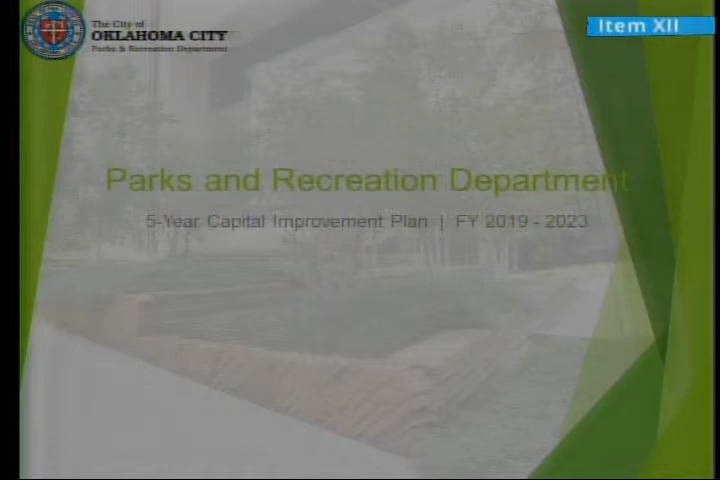 The City of
OKLAHOMA CITY
Parks & Recreation Department
Item XII
Parks and Recreation Department
5-Year Capital Improvement Plan | FY 2019 - 2023